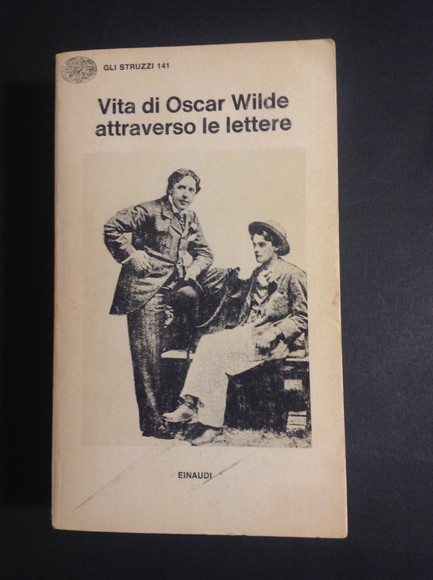 GLI STRUZZI 141
Vita di Oscar Wilde
attraverso le lettere
EINAUDI